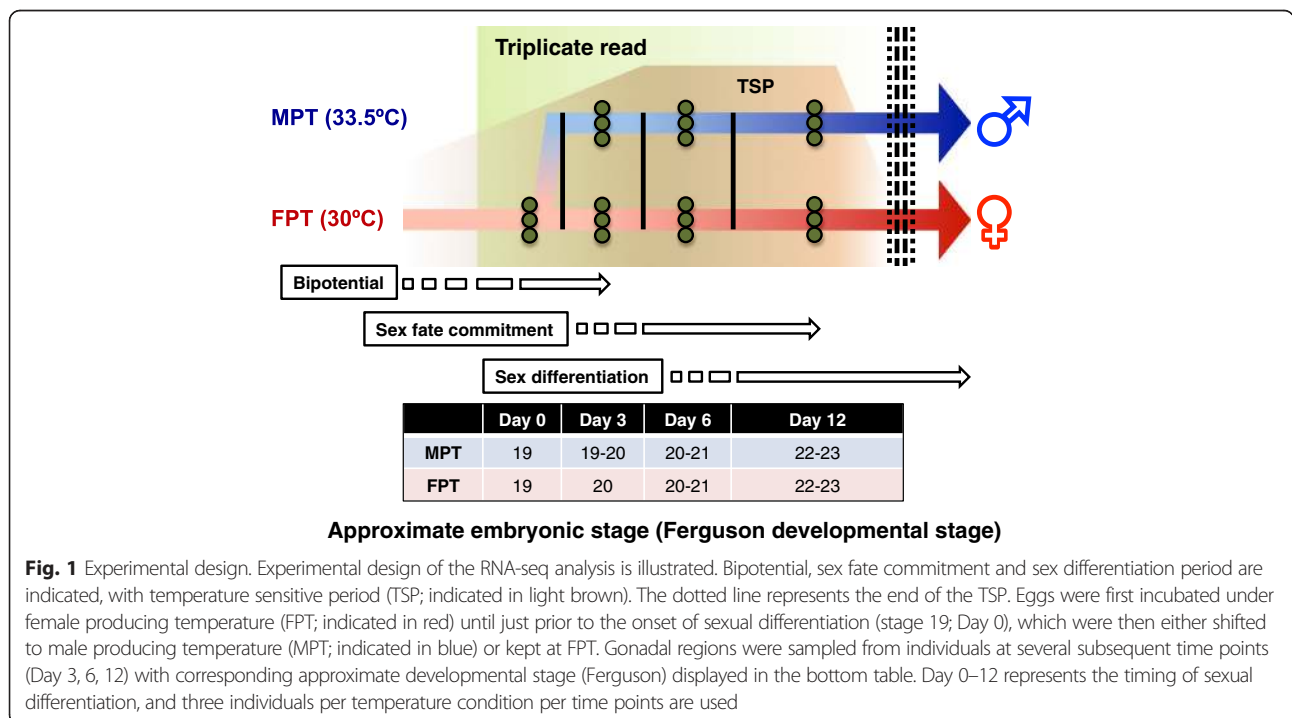 Triplicate read
TSP
MPT (33.5ºC)
FPT (30ºC)
Bipotential
Sex fate commitment
Sex differentiation
Day 0 Day 3 Day 6 Day 12
MPT 19 19-20 20-21 22-23
FPT 19 20 20-21 22-23
Approximate embryonic stage (Ferguson developmental stage)
Fig. 1 Experimental design. Experimental design of the RNA-seq analysis is illustrated. Bipotential, sex fate commitment and sex differentiation period are
indicated, with temperature sensitive period (TSP; indicated in light brown). The dotted line represents the end of the TSP. Eggs were first incubated under
female producing temperature (FPT; indicated in red) until just prior to the onset of sexual differentiation (stage 19; Day 0), which were then either shifted
to male producing temperature (MPT; indicated in blue) or kept at FPT. Gonadal regions were sampled from individuals at several subsequent time points
(Day 3, 6, 12) with corresponding approximate developmental stage (Ferguson) displayed in the bottom table. Day 0–12 represents the timing of sexual
differentiation, and three individuals per temperature condition per time points are used